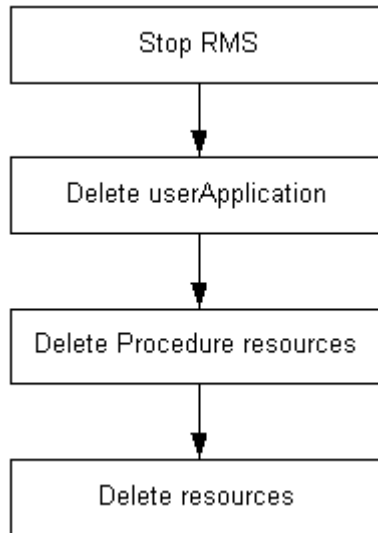 Stop RMS
Delete userApplication
Delete Procedure resources
Delete resources